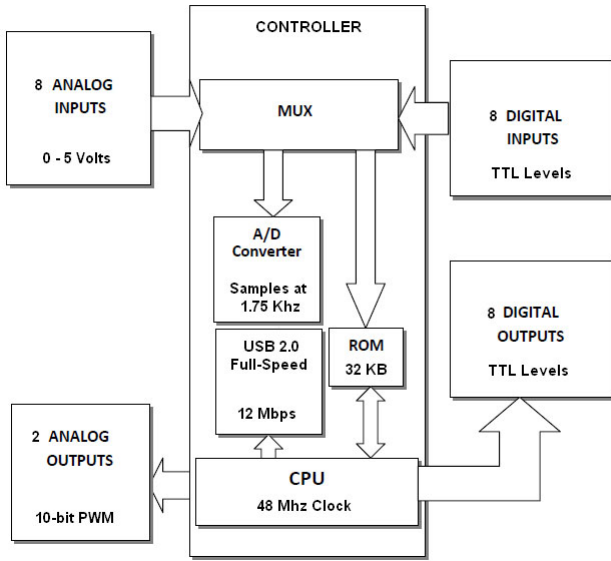 CONTROLLER
8 ANALOG
INPUTS
0 - 5 Volts
MUX
8 DIGITAL
INPUTS
TTL Levels
A/D
Converter
Samples at
1.75 Khz
8 DIGITAL
OUTPUTS
TTL Levels
USB 2.0
Full-Speed
12 Mbps
ROM
32 KB
2 ANALOG
OUTPUTS
10-bit PWM
CPU
48 Mhz Clock